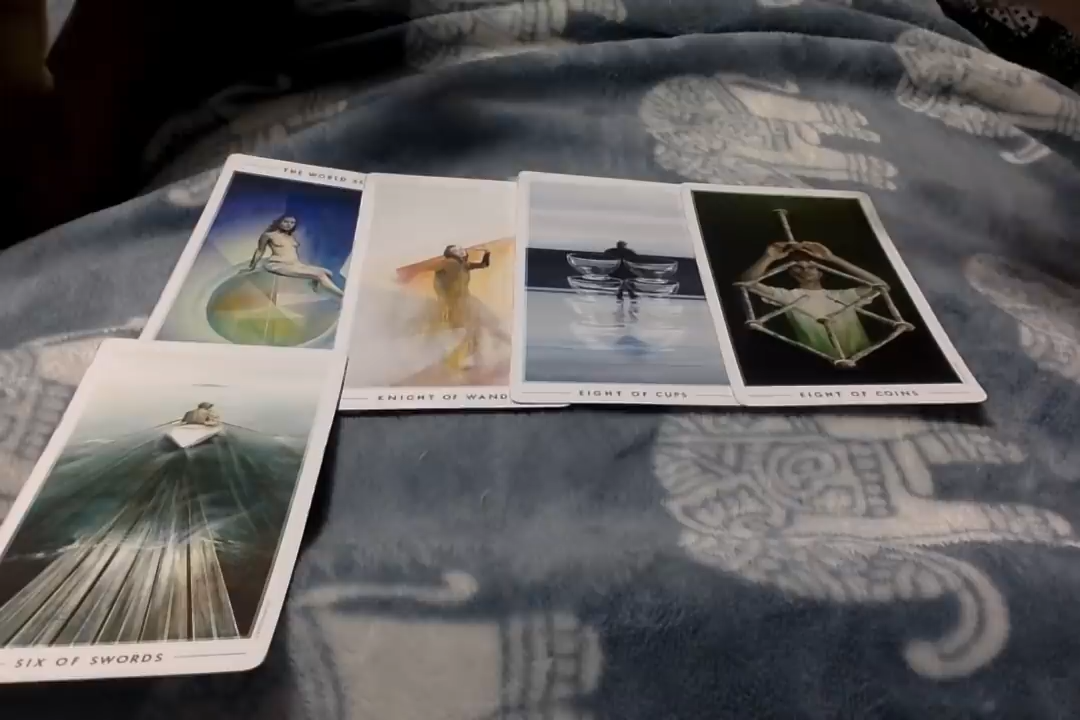 THE WORLD
KNIGHT OF WAND
EIGHT OF CUPS
EIGHT OF COINS
SIX OF SWORDS